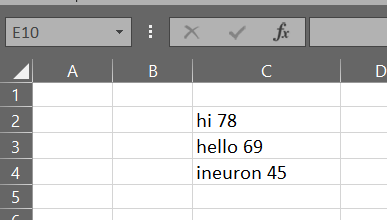 E10 fx
A B C D
1
2 hi 78
3 hello 69
4 ineuron 45
5